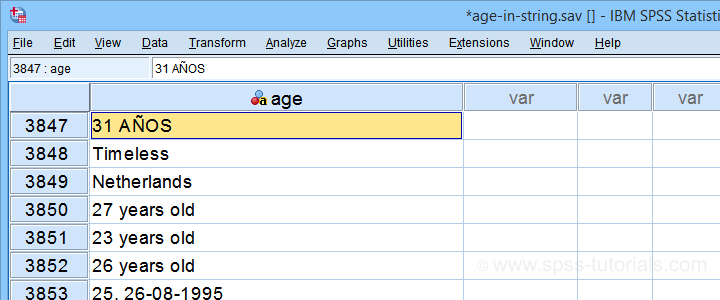 *age-in-string.sav [] - IBM SPSS Statisti
File Edit View Data Transform Analyze Graphs Utilities Extensions Window Help
3847 : age 31 AÑOS
a age var var var
3847 31 AÑOS
3848 Timeless
3849 Netherlands
3850 27 years old
3851 23 years old
3852 26 years old
© www.spss-tutorials.com
3853 25, 26-08-1995